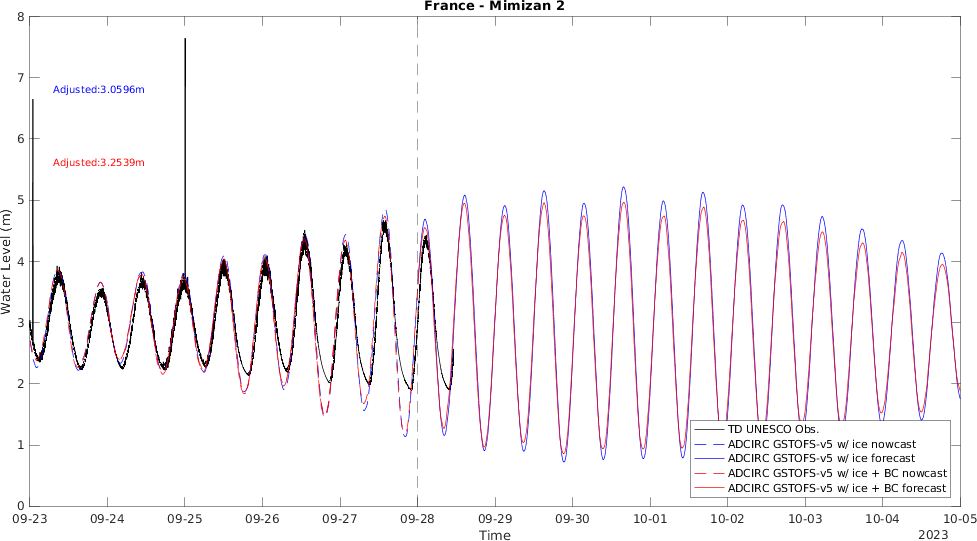 France - Mimizan 2
8
7
6
5
4
3
2
1
0
Water Level (m)
Adjusted:3.0596m
Adjusted:3.2539m
TD UNESCO Obs.
ADCIRC GSTOFS-v5 w/ ice nowcast
ADCIRC GSTOFS-v5 w/ ice forecast
ADCIRC GSTOFS-v5 w/ ice + BC nowcast
ADCIRC GSTOFS-v5 w/ ice + BC forecast
09-23 09-24 09-25 09-26 09-27 09-28 09-29 09-30 10-01 10-02 10-03 10-04 10-05
Time
2023